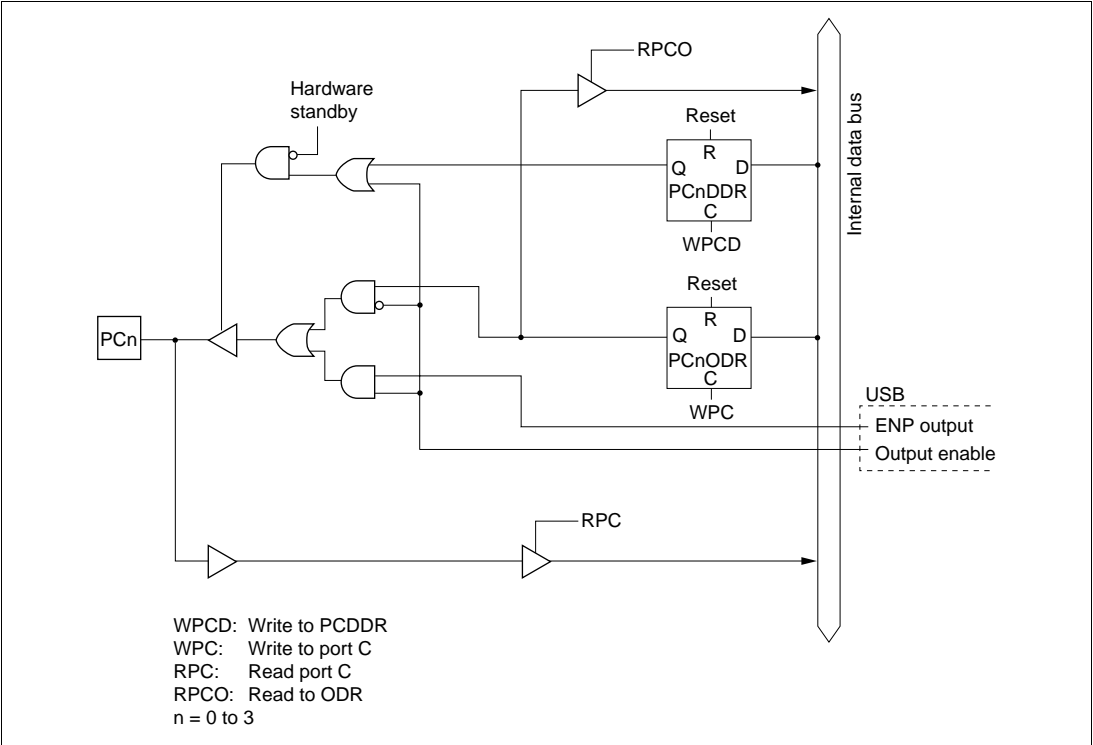 RPCO
Hardware
standby
Reset
R
Q
D
PCnDDR
C
WPCD
Internal data bus
Reset
R
Q
D
PCnODR
C
WPC
PCn
USB
ENP output
Output enable
RPC
WPCD: Write to PCDDR
WPC: Write to port C
RPC: Read port C
RPCO: Read to ODR
n = 0 to 3